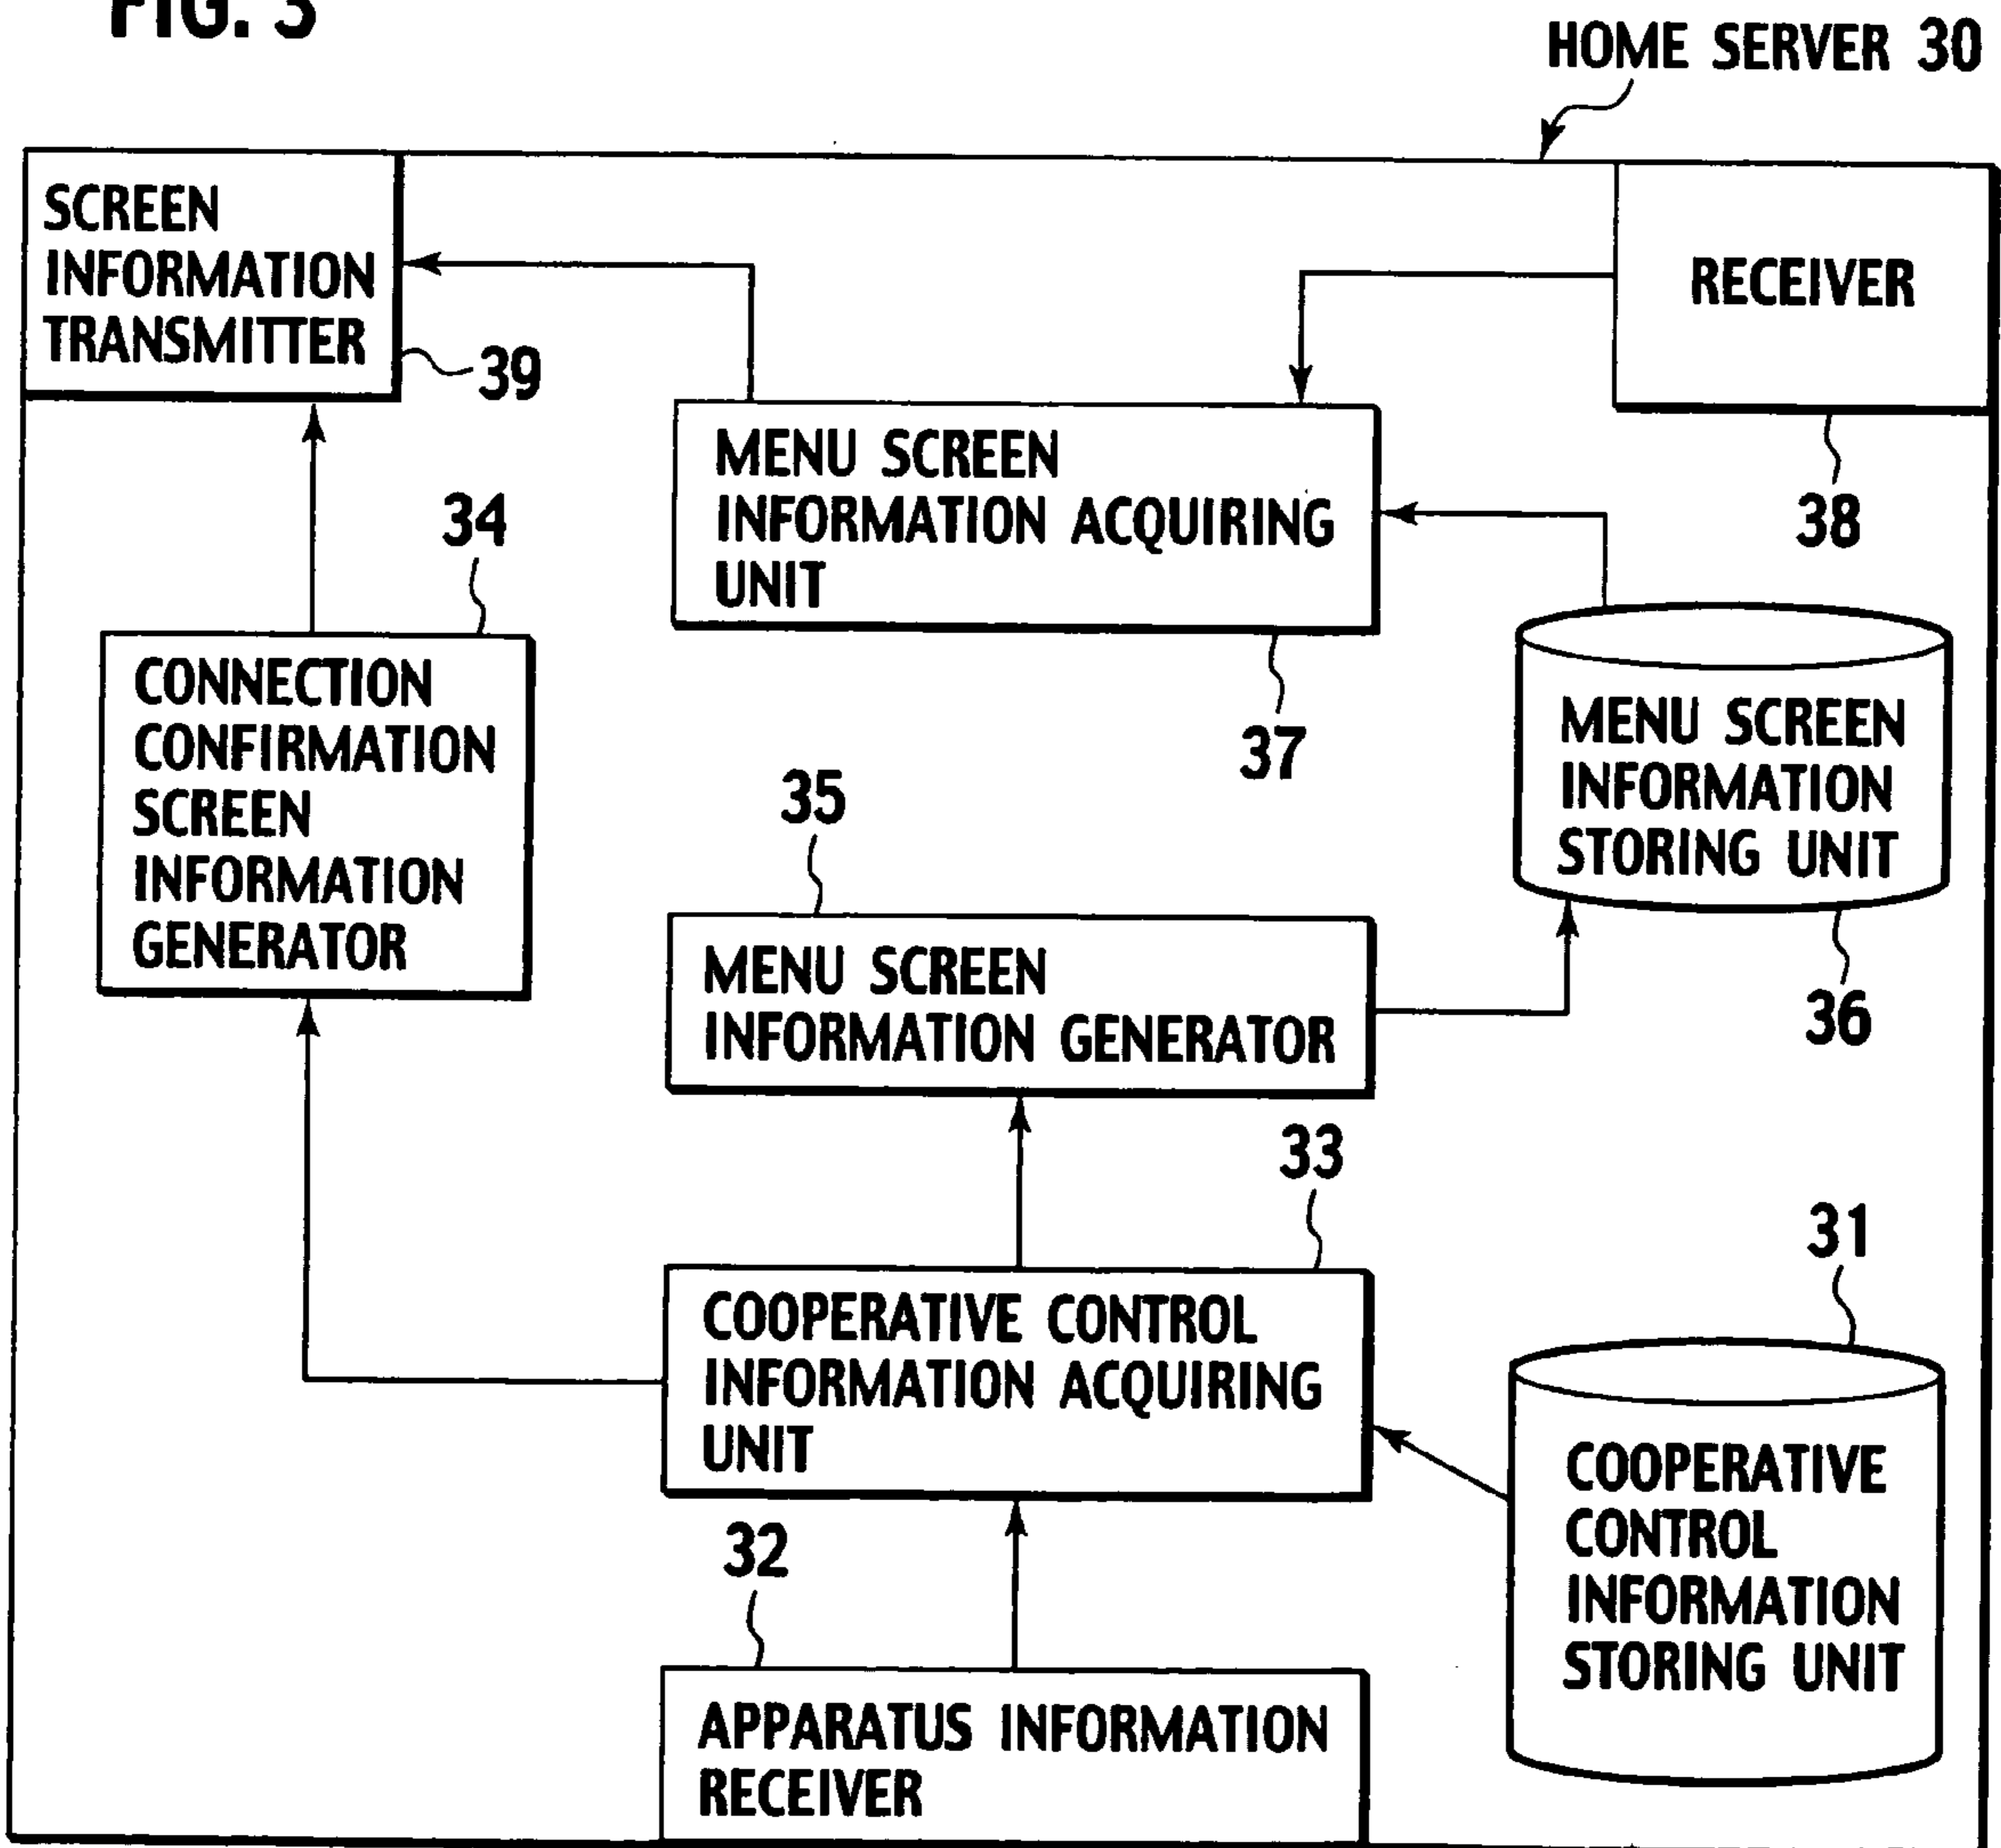 FIG. 3
HOME SERVER 30
SCREEN
INFORMATION
TRANSMITTER
39
RECEIVER
38
MENU SCREEN
INFORMATION ACQUIRING
UNIT
37
34
CONNECTION
CONFIRMATION
SCREEN
INFORMATION
GENERATOR
MENU SCREEN
INFORMATION
STORING UNIT
36
35
MENU SCREEN
INFORMATION GENERATOR
33
COOPERATIVE CONTROL
INFORMATION ACQUIRING
UNIT
31
COOPERATIVE
CONTROL
INFORMATION
STORING UNIT
32
APPARATUS INFORMATION
RECEIVER